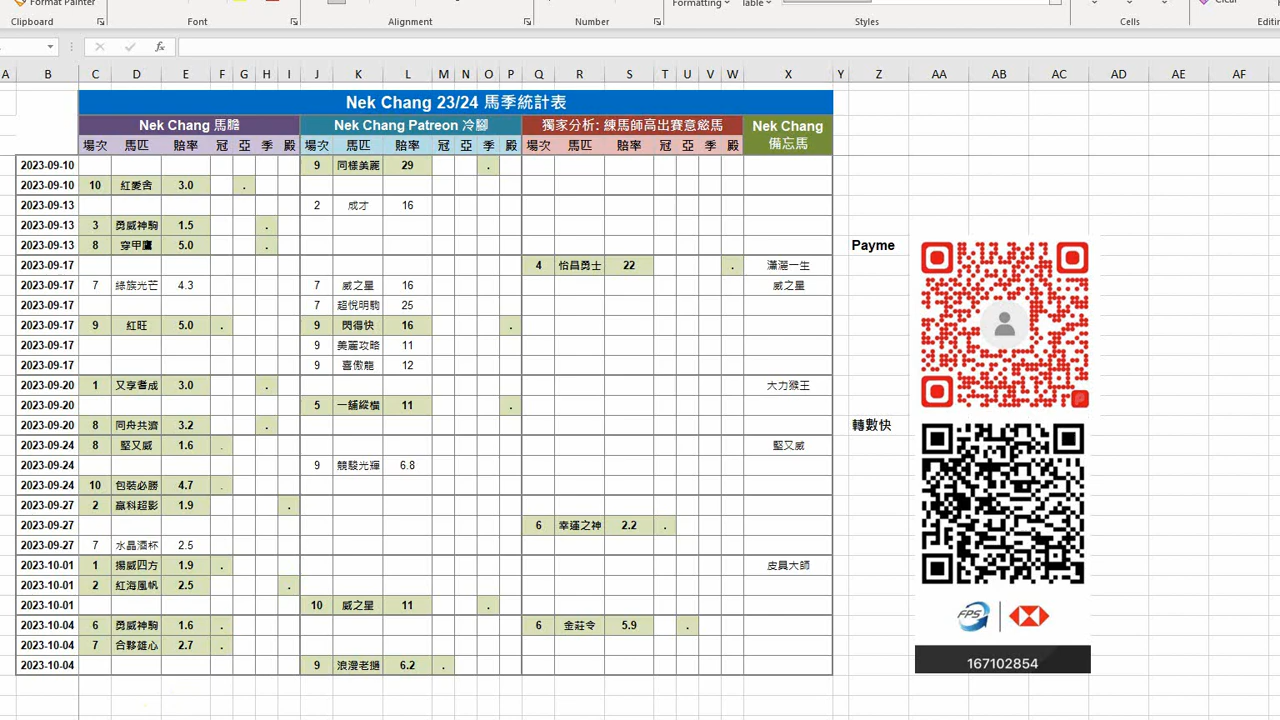 Format Painter
Formatting Table Clear
Clipboard Font Alignment Number Styles Cells Editin
fx
A B C D E F G H I J K L M N O P Q R S T U V W X Y Z AA AB AC AD AE AF
Nek Chang 23/24 馬季統計表
Nek Chang 馬膽 Nek Chang Patreon 冷腳 獨家分析: 練馬師高出賽意慾馬 Nek Chang 備忘馬
場次 馬匹 賠率 冠 亞 季 殿 場次 馬匹 賠率 冠 亞 季 殿 場次 馬匹 賠率 冠 亞 季 殿
2023-09-10 9 同樣美麗 29 .
2023-09-10 10 紅愛舍 3.0 .
2023-09-13 2 成才 16
2023-09-13 3 勇威神駒 1.5 .
2023-09-13 8 穿甲鷹 5.0 .
Payme
2023-09-17 4 怡昌勇士 22 . 瀟灑一生
2023-09-17 7 綠族光芒 4.3 7 威之星 16 威之星
2023-09-17 7 超悅明駒 25
2023-09-17 9 紅旺 5.0 . 9 閃得快 16 .
2023-09-17 9 美麗攻略 11
2023-09-17 9 喜傲龍 12
2023-09-20 1 又享耆成 3.0 . 大力猴王
2023-09-20 5 一舖縱橫 11 .
2023-09-20 8 同舟共濟 3.2 .
轉數快
2023-09-24 8 堅又威 1.6 . 堅又威
2023-09-24 9 競駿光輝 6.8
2023-09-24 10 包裝必勝 4.7 .
2023-09-27 2 贏科超影 1.9 .
2023-09-27 6 幸運之神 2.2 .
2023-09-27 7 水晶酒杯 2.5
2023-10-01 1 揚威四方 1.9 . 皮具大師
2023-10-01 2 紅海風帆 2.5 .
2023-10-01 10 威之星 11 .
2023-10-04 6 勇威神駒 1.6 . 6 金莊令 5.9 .
2023-10-04 7 合夥雄心 2.7 .
2023-10-04 9 浪漫老撾 6.2 .
FPS
167102854